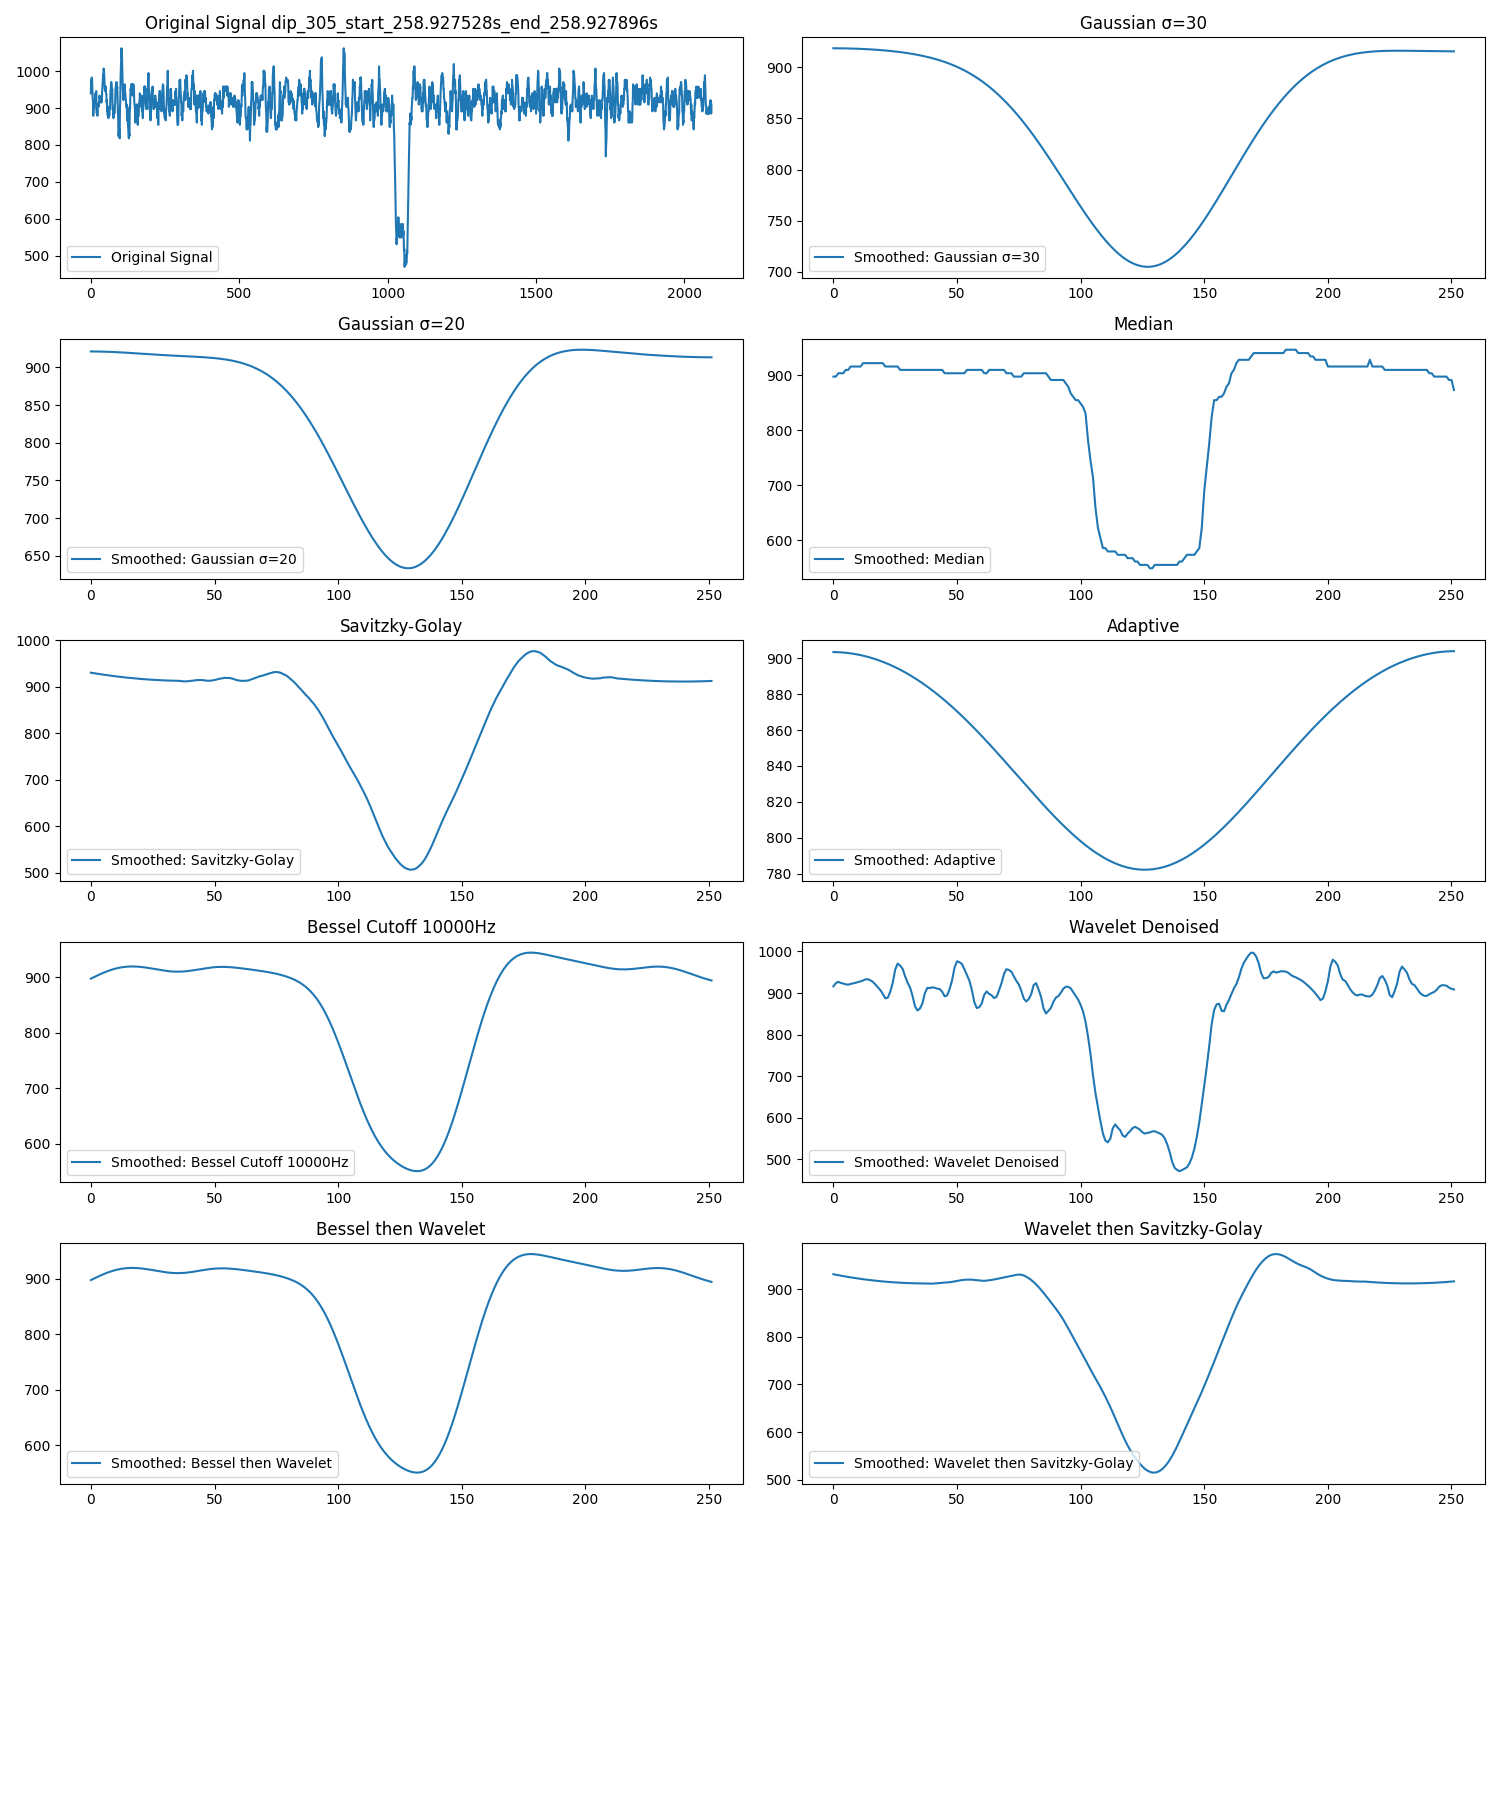 Original Signal dip_305_start_258.927528s_end_258.927896s
1000
900
800
700
600
500
Original Signal
0 500 1000 1500 2000
Gaussian σ=30
900
850
800
750
700
Smoothed: Gaussian σ=30
0 50 100 150 200 250
Gaussian σ=20
900
850
800
750
700
650
Smoothed: Gaussian σ=20
0 50 100 150 200 250
Median
900
800
700
600
Smoothed: Median
0 50 100 150 200 250
Savitzky-Golay
1000
900
800
700
600
500
Smoothed: Savitzky-Golay
0 50 100 150 200 250
Adaptive
900
880
860
840
820
800
780
Smoothed: Adaptive
0 50 100 150 200 250
Bessel Cutoff 10000Hz
900
800
700
600
Smoothed: Bessel Cutoff 10000Hz
0 50 100 150 200 250
Wavelet Denoised
1000
900
800
700
600
500
Smoothed: Wavelet Denoised
0 50 100 150 200 250
Bessel then Wavelet
900
800
700
600
Smoothed: Bessel then Wavelet
0 50 100 150 200 250
Wavelet then Savitzky-Golay
900
800
700
600
500
Smoothed: Wavelet then Savitzky-Golay
0 50 100 150 200 250